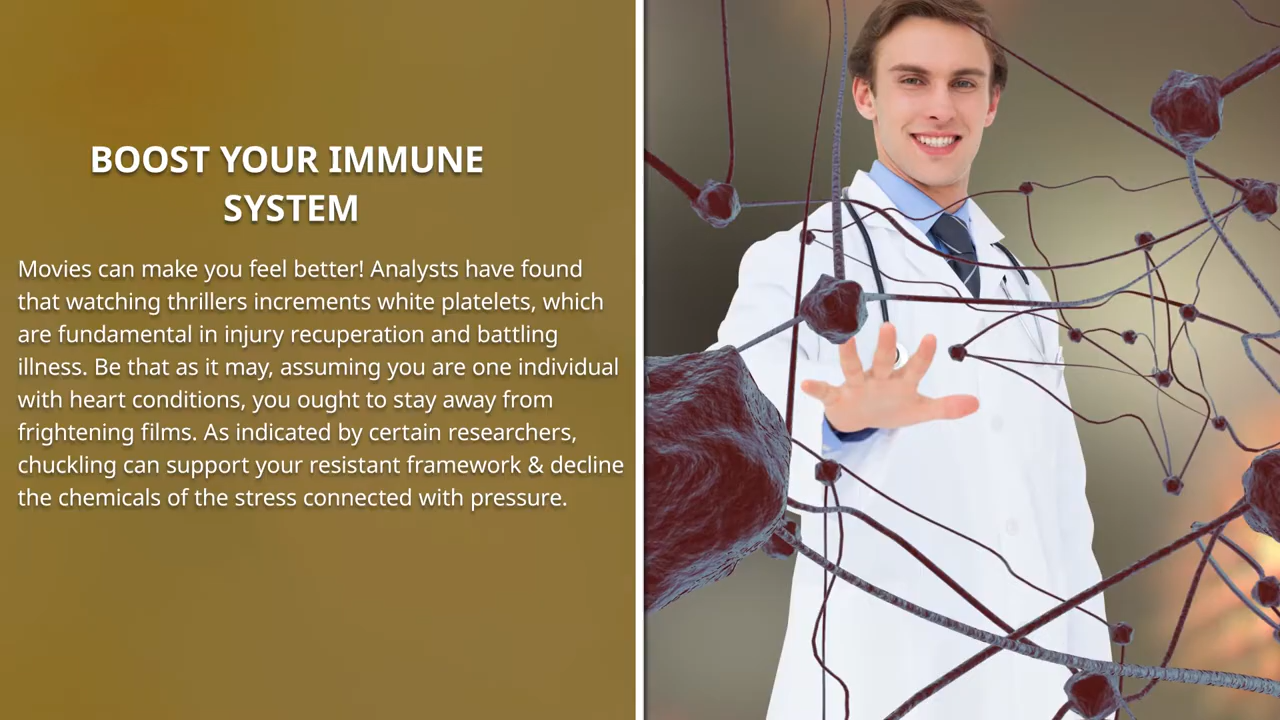 BOOST YOUR IMMUNE
SYSTEM
Movies can make you feel better! Analysts have found
that watching thrillers increments white platelets, which
are fundamental in injury recuperation and battling
illness. Be that as it may, assuming you are one individual
with heart conditions, you ought to stay away from
frightening films. As indicated by certain researchers,
chuckling can support your resistant framework & decline
the chemicals of the stress connected with pressure.